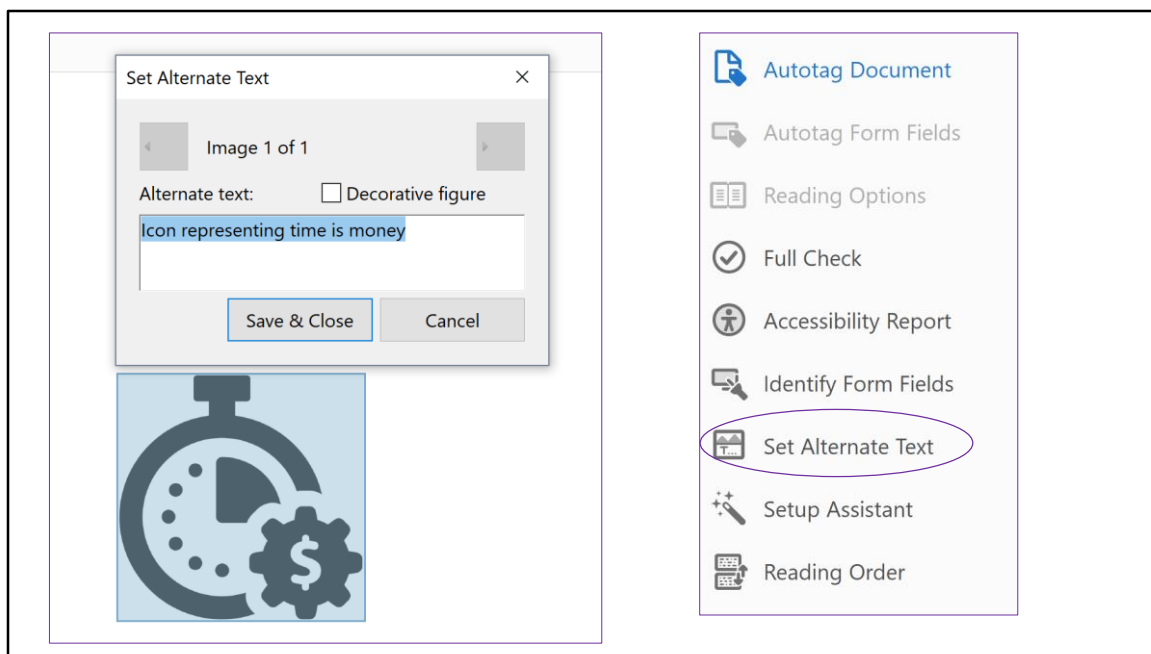 Set Alternate Text
Image 1 of 1
Alternate text:
Decorative figure
Icon representing time is money
Save & Close
Cancel
$
Autotag Document
Autotag Form Fields
Reading Options
Full Check
Accessibility Report
Identify Form Fields
T...
Set Alternate Text
Setup Assistant
Reading Order